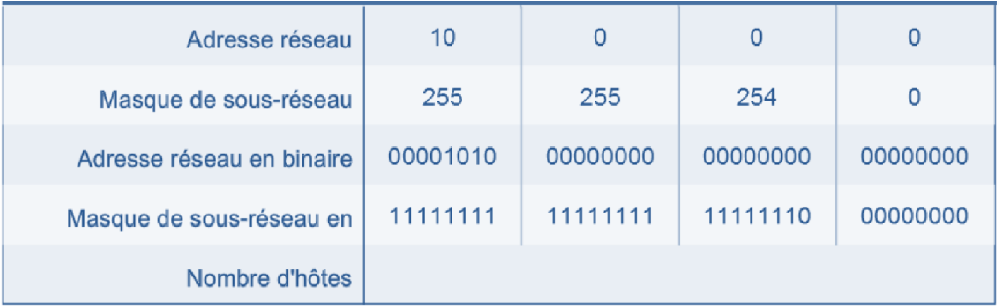 Adresse réseau 10 0 0 0
Masque de sous-réseau 255 255 254 0
Adresse réseau en binaire 00001010 00000000 00000000 00000000
Masque de sous-réseau en 11111111 11111111 11111110 00000000
Nombre d'hôtes